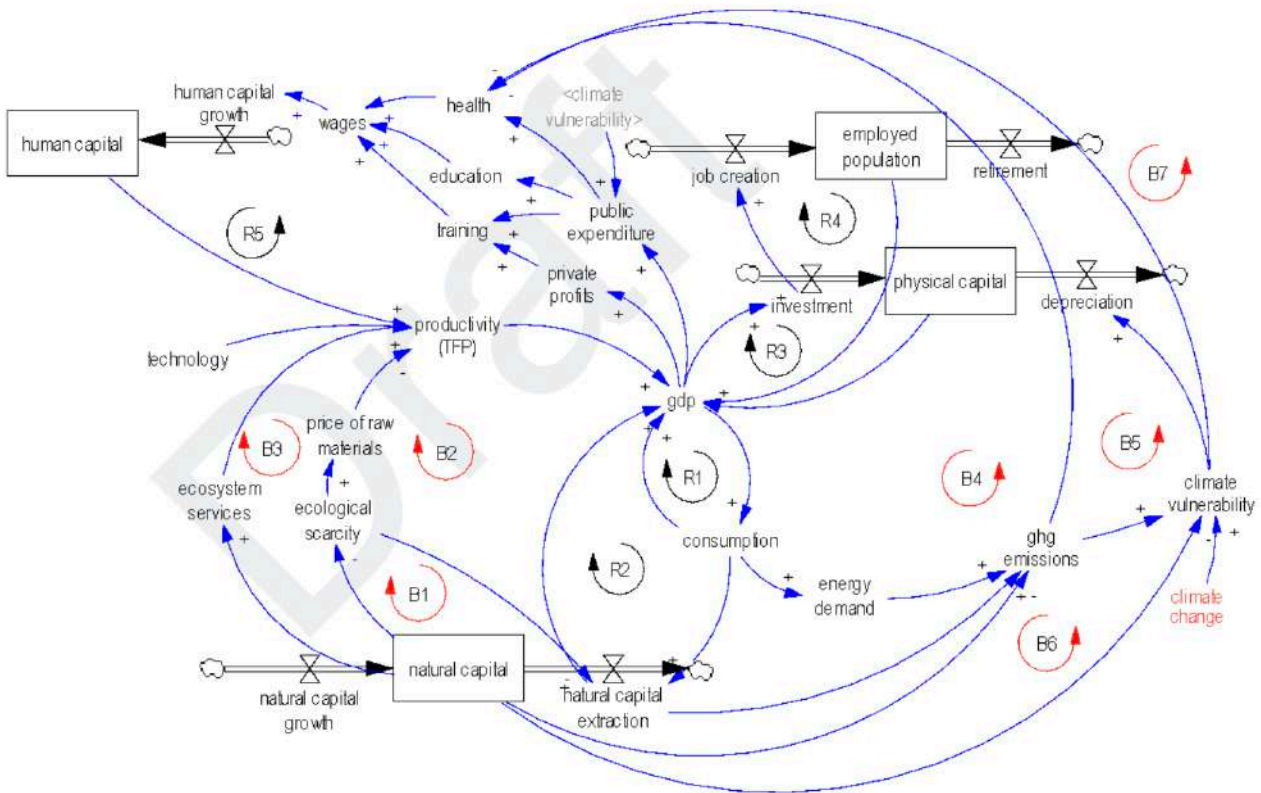 human capital
growth
human capital
wages
health
<climate
vulnerability>
employed
population
job creation
retirement
B7
education
training
public
expenditure
R5
R4
private
profits
investment
physical capital
depreciation
productivity
(TFP)
technology
R3
gdp
price of raw
materials
B3
B2
ecosystem
services
ecological
scarcity
R1
consumption
B4
B5
climate
vulnerability
ghg
emissions
R2
B1
energy
demand
climate
change
B6
natural capital
natural capital
growth
natural capital
extraction
Draft